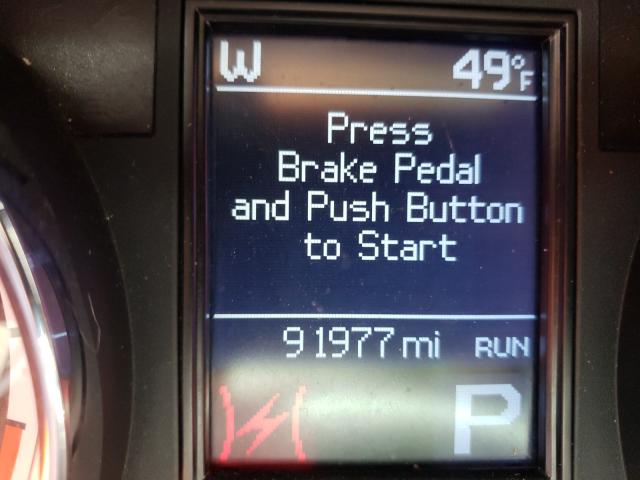 W 49°F
Press
Brake Pedal
and Push Button
to Start
91977 mi RUN
P